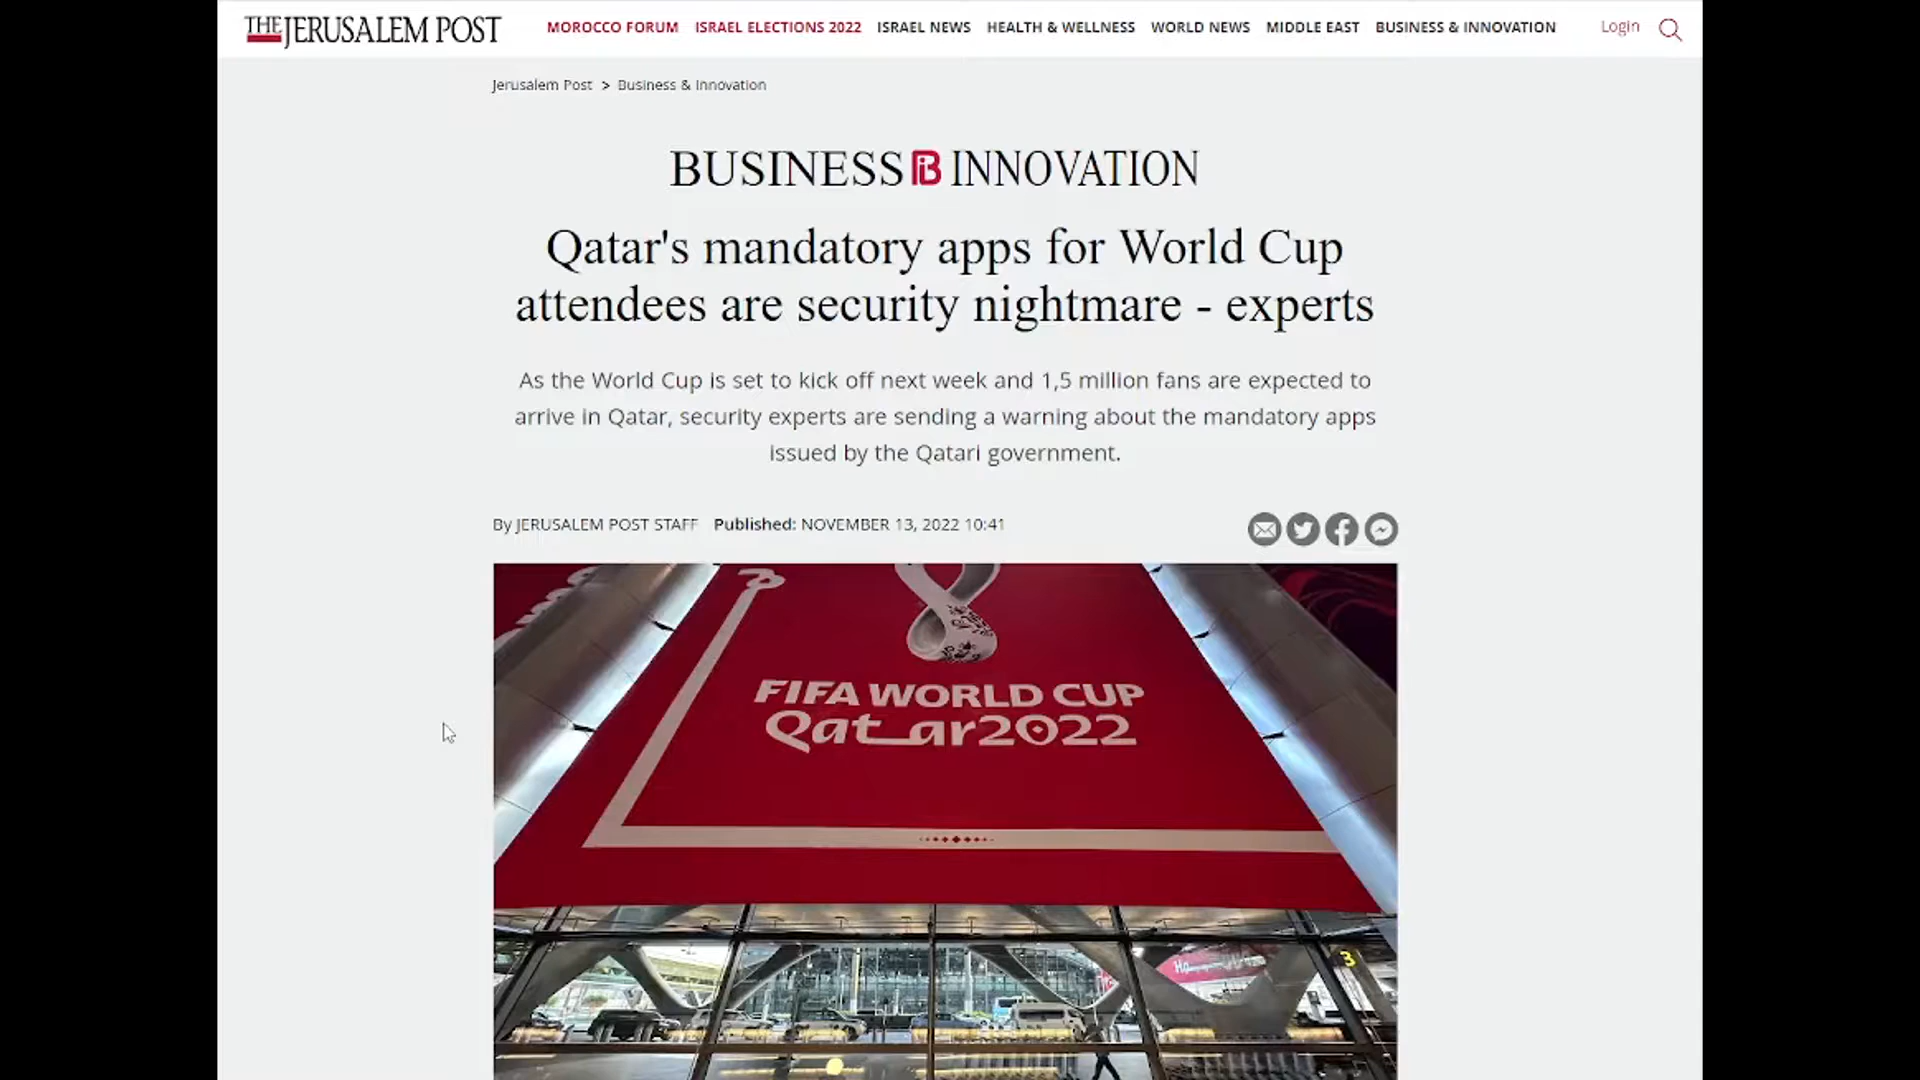 THE JERUSALEM POST
MOROCCO FORUM ISRAEL ELECTIONS 2022 ISRAEL NEWS HEALTH & WELLNESS WORLD NEWS MIDDLE EAST BUSINESS & INNOVATION Login
Jerusalem Post > Business & Innovation
BUSINESS IB INNOVATION
Qatar's mandatory apps for World Cup
attendees are security nightmare - experts
As the World Cup is set to kick off next week and 1,5 million fans are expected to
arrive in Qatar, security experts are sending a warning about the mandatory apps
issued by the Qatari government.
By JERUSALEM POST STAFF Published: NOVEMBER 13, 2022 10:41
FIFA WORLD CUP
Qatar2022
3